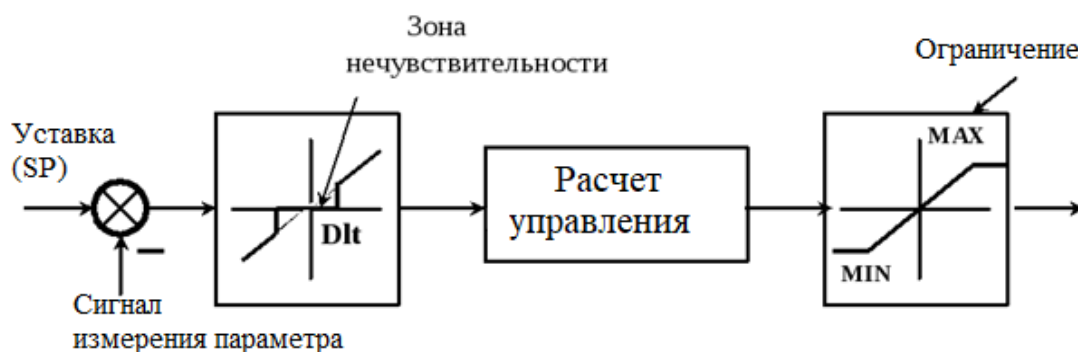 Зона
нечувствительности
Ограничение
Уставка
(SP)
MAX
Расчет
управления
Dlt
MIN
Сигнал
измерения параметра